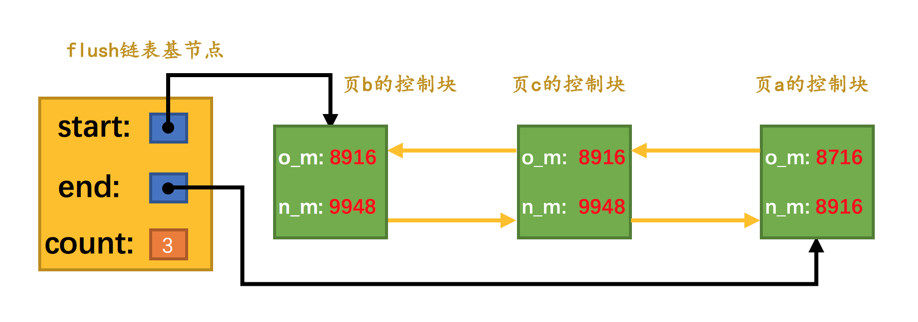 flush链表基节点
页b的控制块
页c的控制块
页a的控制块
start:
end:
count: 3
o_m: 8916
n_m: 9948
o_m: 8916
n_m: 9948
o_m: 8716
n_m: 8916